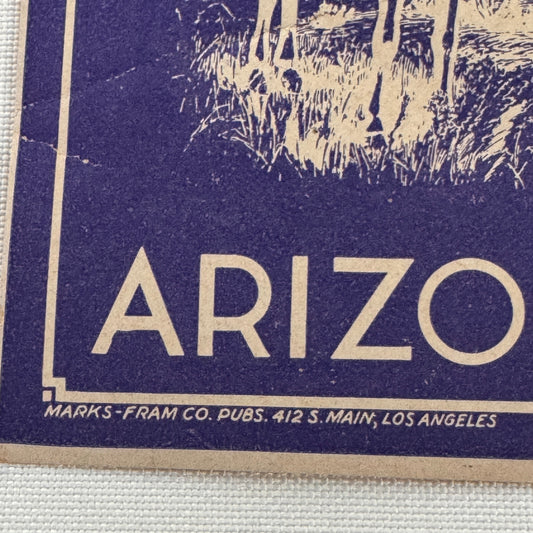 ARIZO
MARKS-FRAM CO. PUBS. 412 S. MAIN, LOS ANGELES